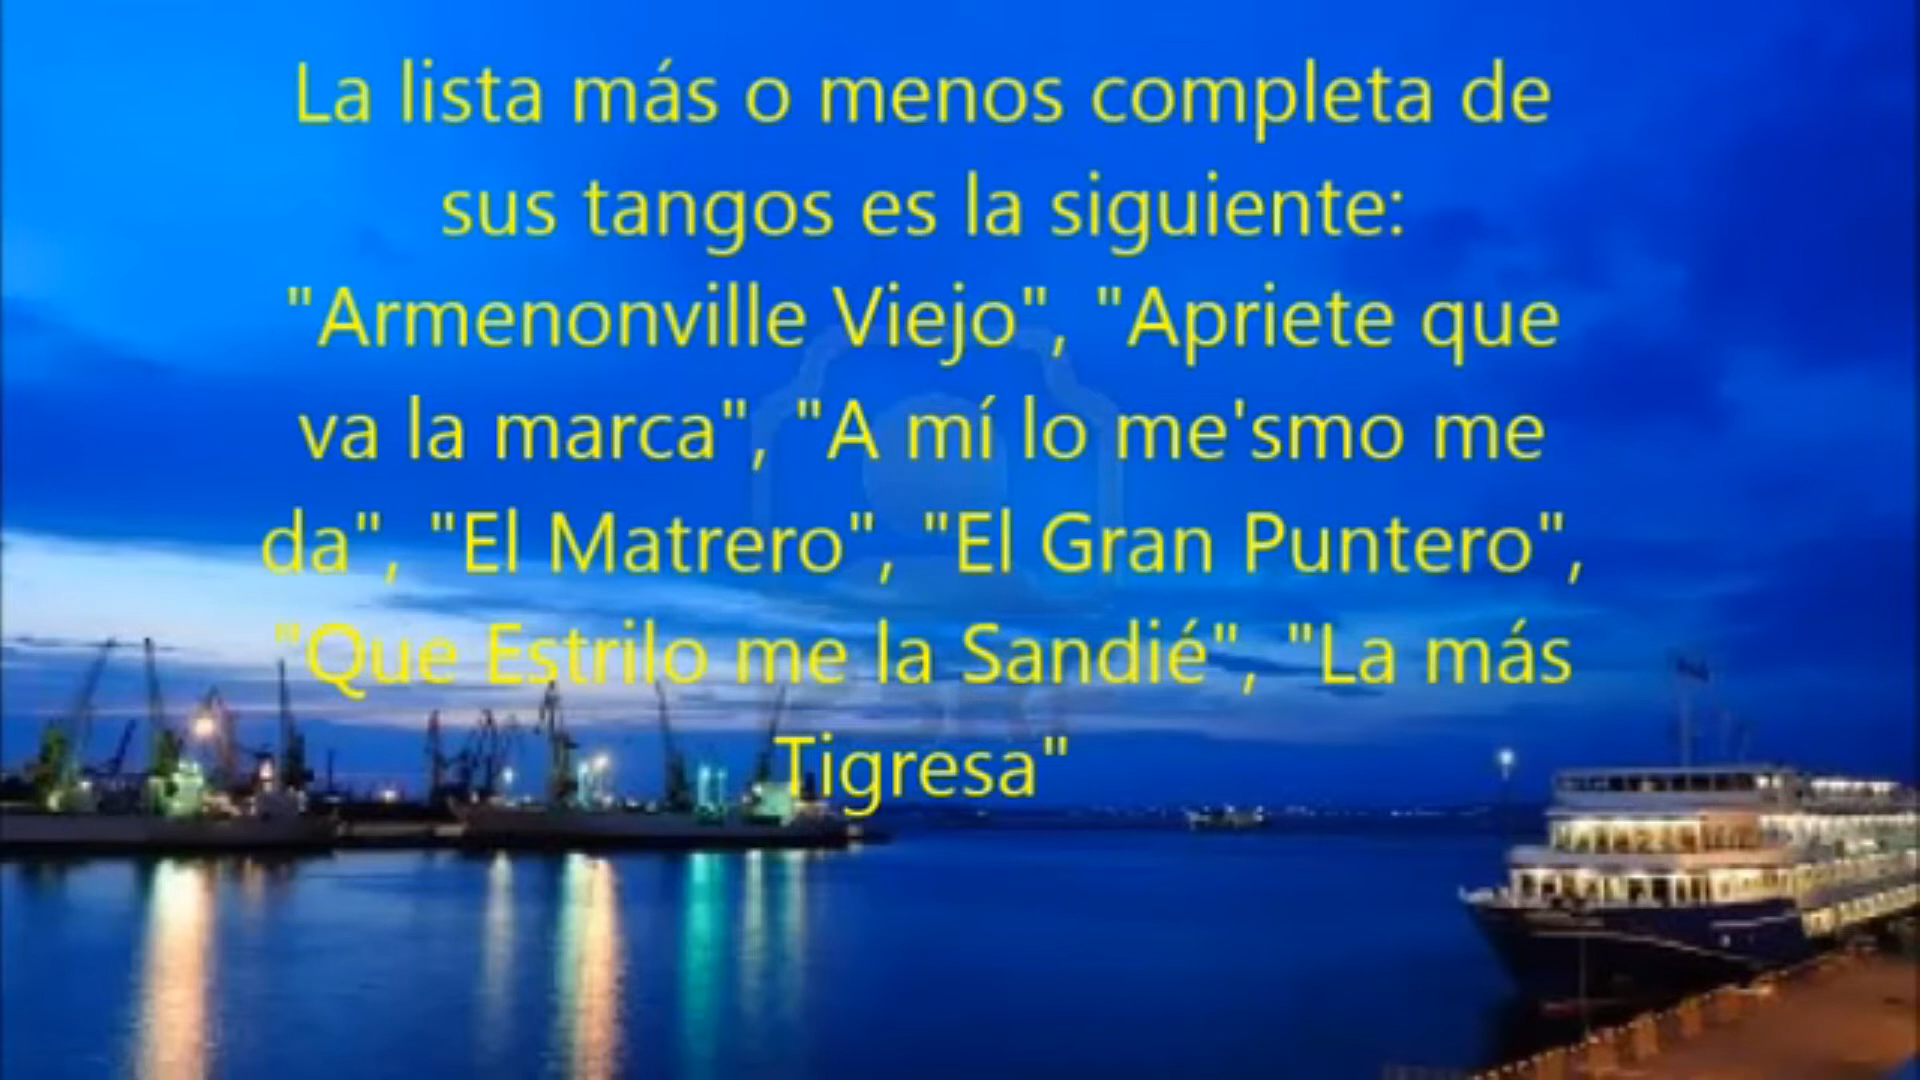 La lista más o menos completa de
sus tangos es la siguiente:
"Armenonville Viejo", "Apriete que
va la marca", "A mí lo me'smo me
da", "El Matrero", "El Gran Puntero",
"Que Estrilo me la Sandié", "La más
Tigresa"